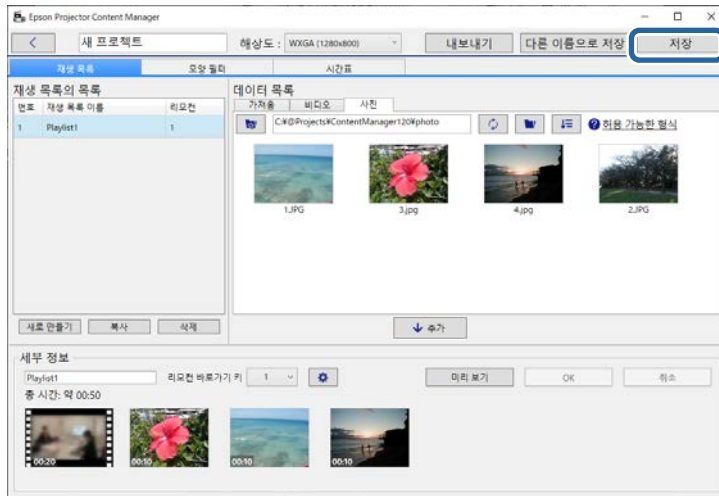 Epson Projector Content Manager
새 프로젝트 해상도 : WXGA (1280x800) 내보내기 다른 이름으로 저장 저장
재생 목록 모양 필터 시간표
재생 목록의 목록 데이터 목록
번호 재생 목록 이름 리모컨 가져옴 비디오 사진
1 Playlist1 1 C:¥@Projects¥ContentManager120¥photo 허용 가능한 형식
1.JPG 3.jpg 4.jpg 2.JPG
새로 만들기 복사 삭제 추가
세부 정보
Playlist1 리모컨 바로가기 키 1 미리 보기 OK 취소
총 시간: 약 00:50
00:20 00:10 00:10 00:10